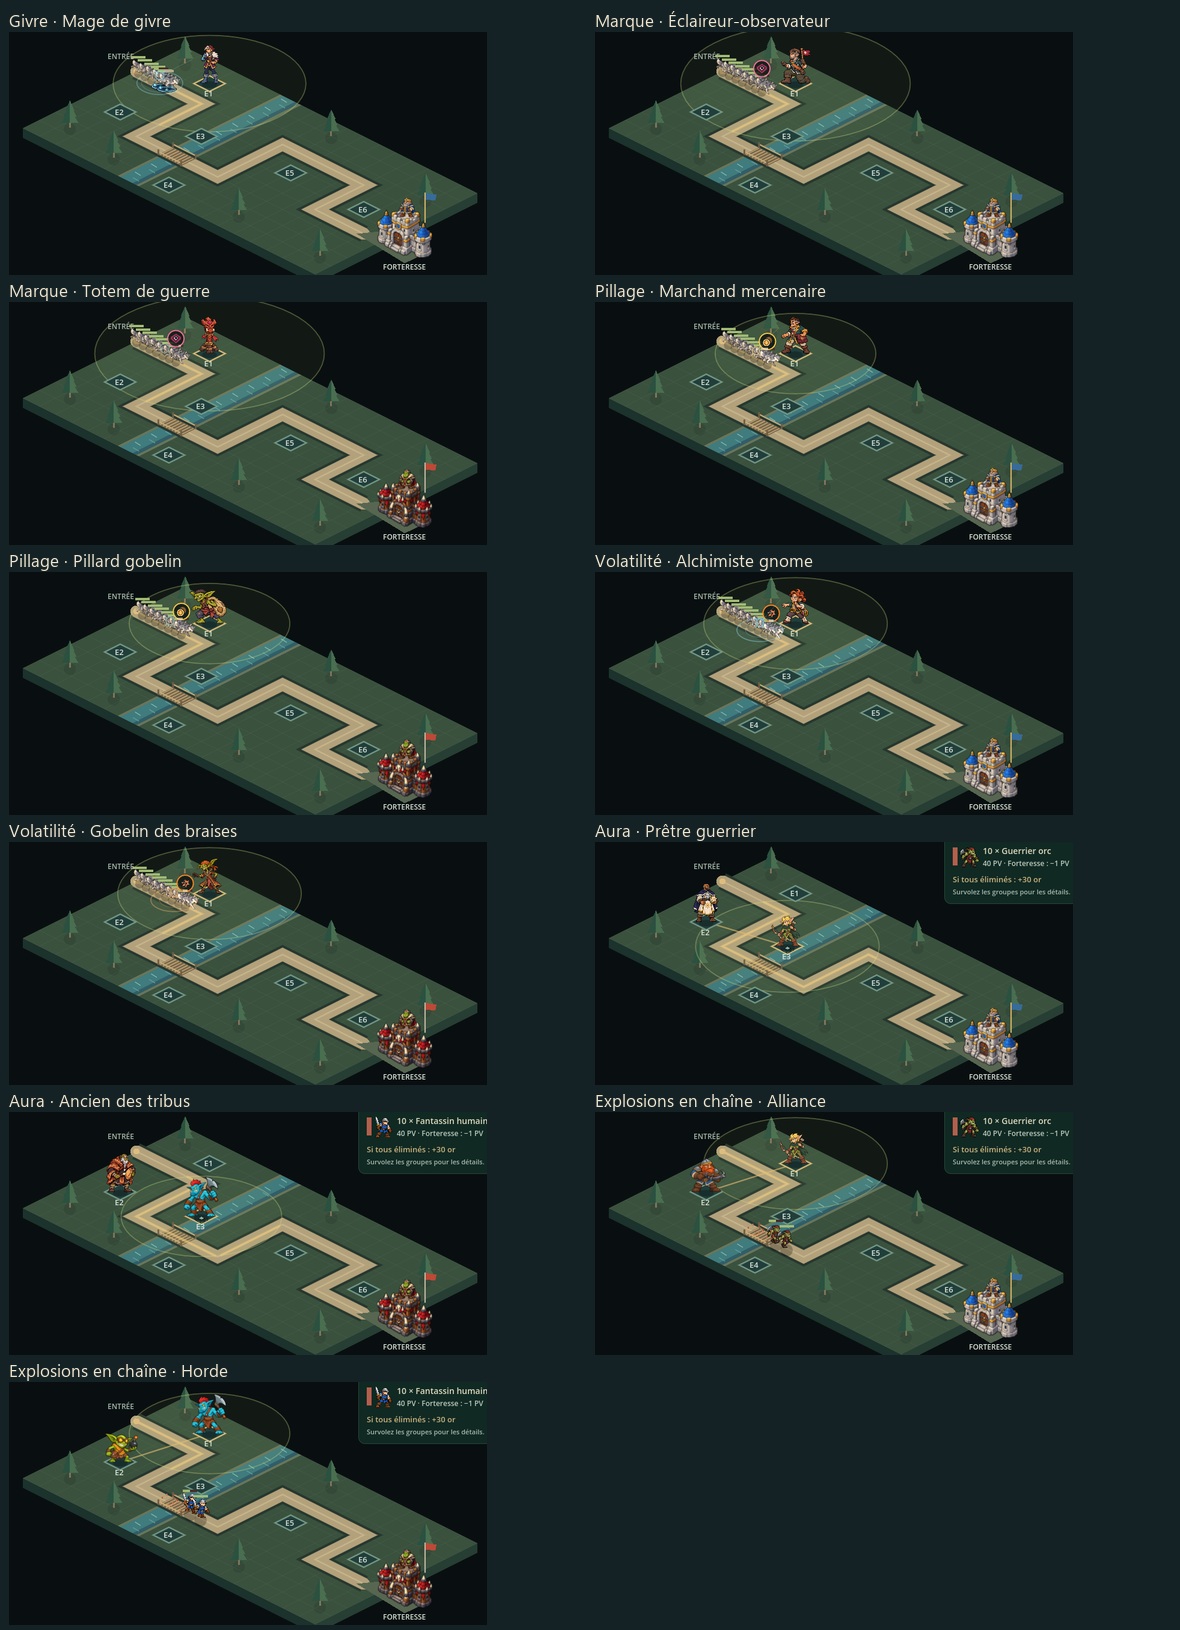 Givre · Mage de givre
ENTRÉE
E1
E2
E3
E4
E5
E6
FORTERESSE
Marque · Éclaireur-observateur
ENTRÉE
E1
E2
E3
E4
E5
E6
FORTERESSE
Marque · Totem de guerre
ENTRÉE
E1
E2
E3
E4
E5
E6
FORTERESSE
Pillage · Marchand mercenaire
ENTRÉE
E1
E2
E3
E4
E5
E6
FORTERESSE
Pillage · Pillard gobelin
ENTRÉE
E1
E2
E3
E4
E5
E6
FORTERESSE
Volatilité · Alchimiste gnome
ENTRÉE
E1
E2
E3
E4
E5
E6
FORTERESSE
Volatilité · Gobelin des braises
ENTRÉE
E1
E2
E3
E4
E5
E6
FORTERESSE
Aura · Prêtre guerrier
10 × Guerrier orc
40 PV · Forteresse : −1 PV
Si tous éliminés : +30 or
Survolez les groupes pour les détails.
ENTRÉE
E1
E2
E3
E4
E5
E6
FORTERESSE
Aura · Ancien des tribus
10 × Fantassin humain
40 PV · Forteresse : −1 PV
Si tous éliminés : +30 or
Survolez les groupes pour les détails.
ENTRÉE
E1
E2
E3
E4
E5
E6
FORTERESSE
Explosions en chaîne · Alliance
10 × Guerrier orc
40 PV · Forteresse : −1 PV
Si tous éliminés : +30 or
Survolez les groupes pour les détails.
ENTRÉE
E1
E2
E3
E4
E5
E6
FORTERESSE
Explosions en chaîne · Horde
10 × Fantassin humain
40 PV · Forteresse : −1 PV
Si tous éliminés : +30 or
Survolez les groupes pour les détails.
ENTRÉE
E1
E2
E3
E4
E5
E6
FORTERESSE